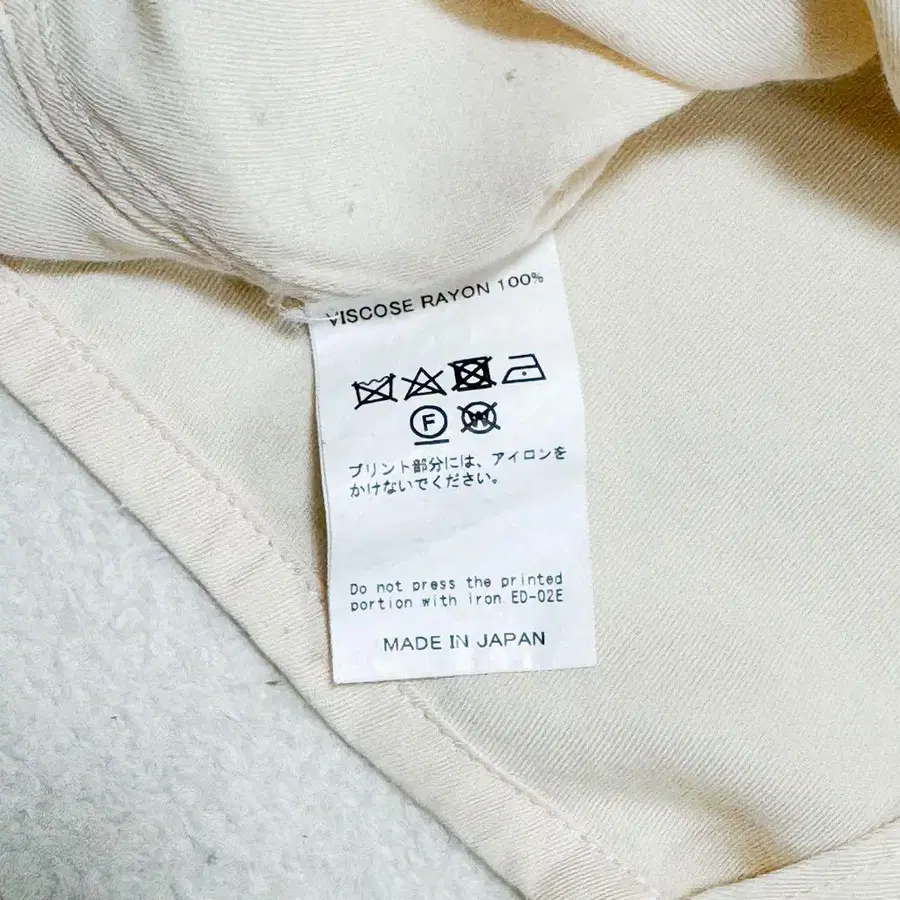 VISCOSE RAYON 100%
F
W
プリント部分には、アイロンを
かけないでください。
Do not press the printed
portion with iron ED-02E
MADE IN JAPAN